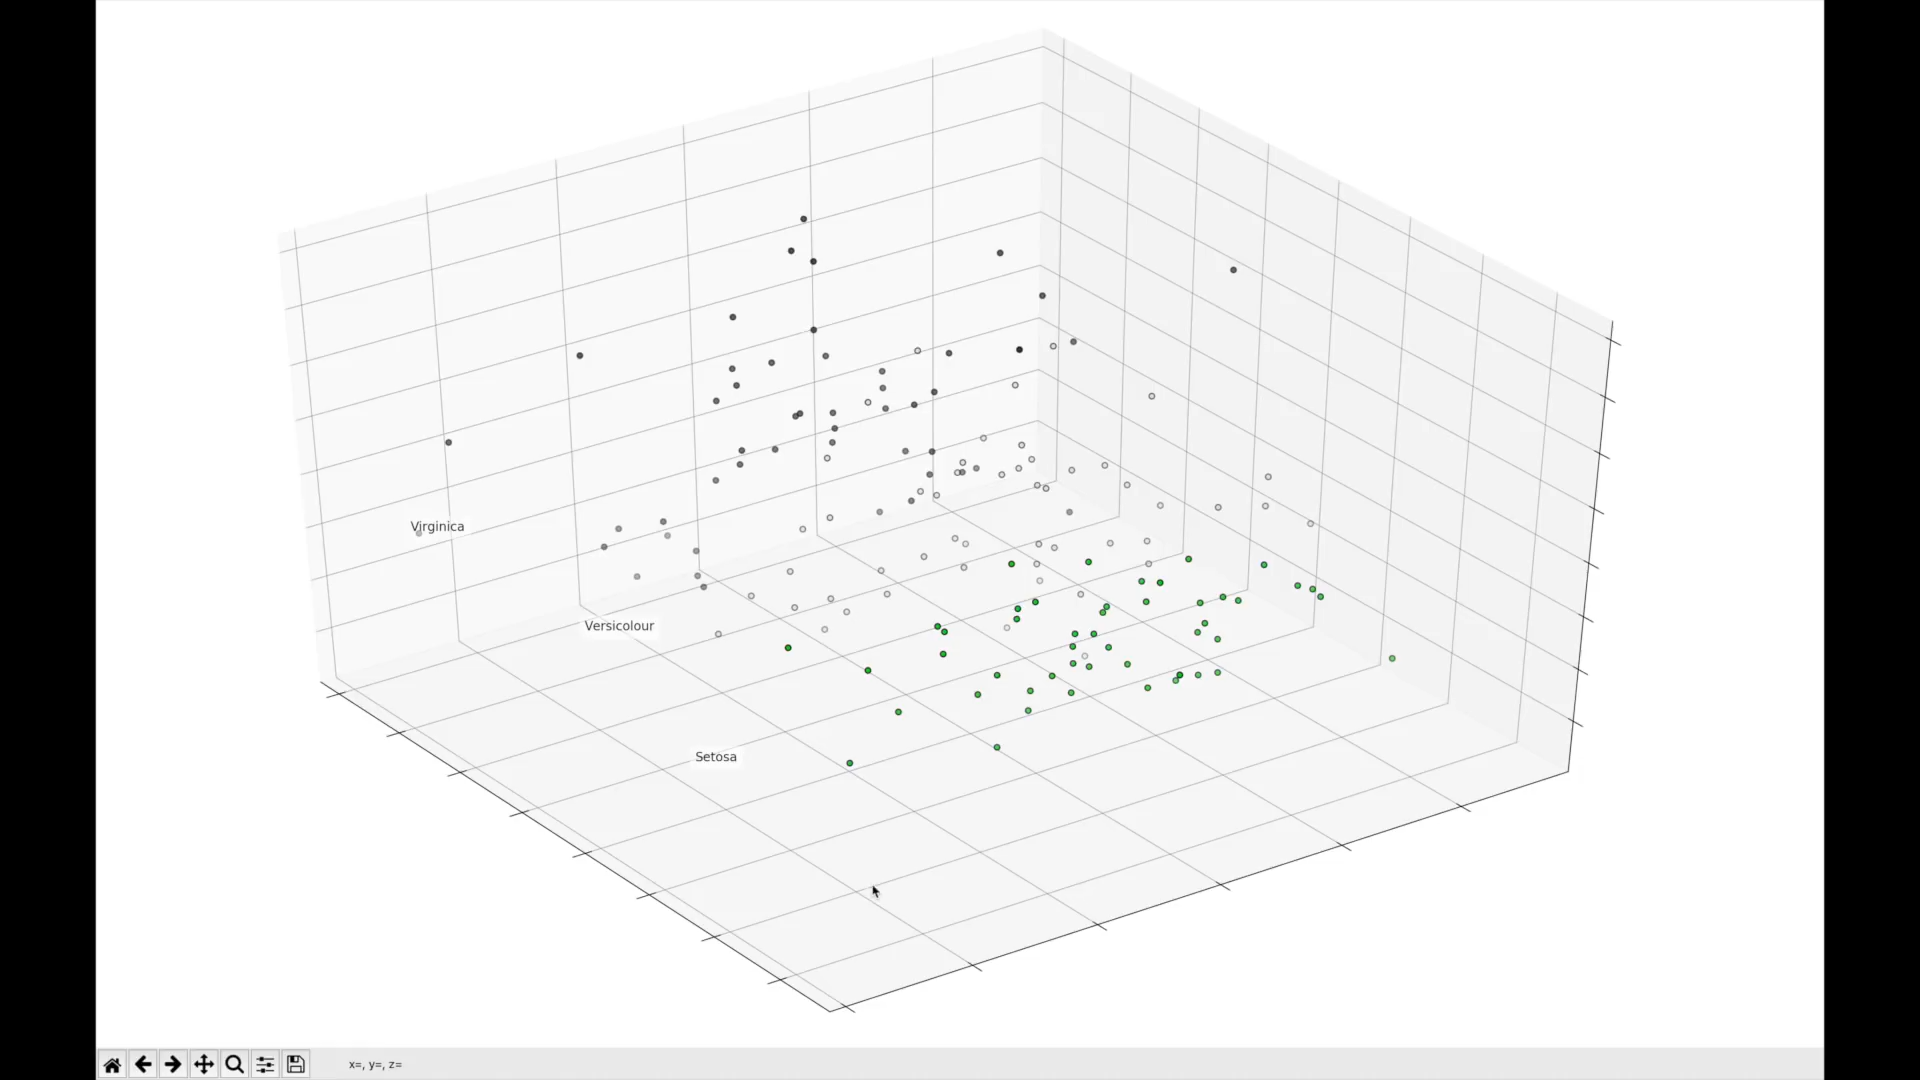 Virginica
Versicolour
Setosa
x=, y=, z=